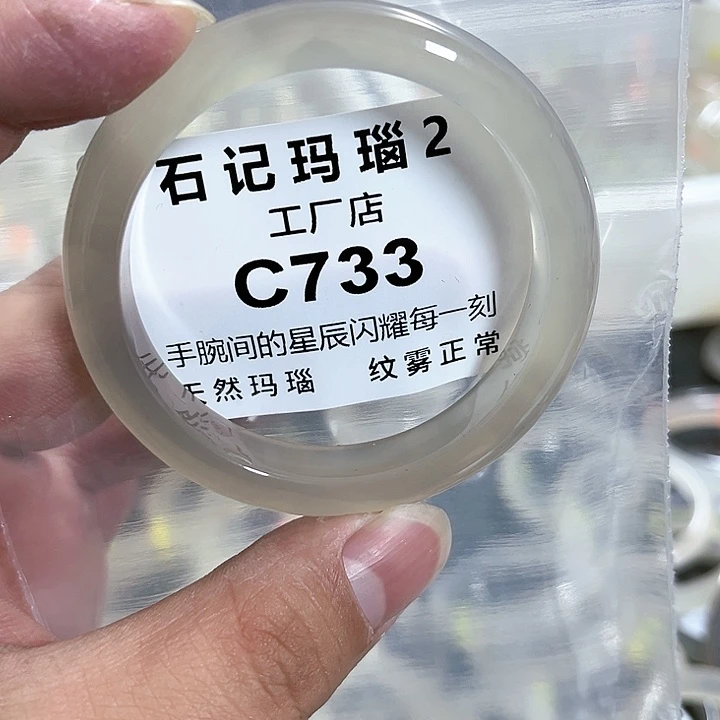 石记玛瑙2
工厂店
C733
手腕间的星辰闪耀每一刻
天然玛瑙 纹雾正常